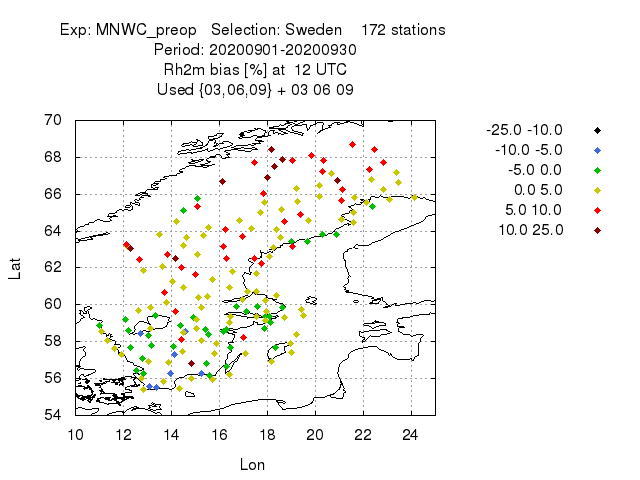 Exp: MNWC_preop   Selection: Sweden    172 stations
Period: 20200901-20200930
Rh2m bias [%] at  12 UTC
Used {03,06,09} + 03 06 09
-25.0 -10.0
-10.0 -5.0
-5.0 0.0
0.0 5.0
5.0 10.0
10.0 25.0
70
68
66
64
62
60
58
56
54
Lat
10 12 14 16 18 20 22 24
Lon